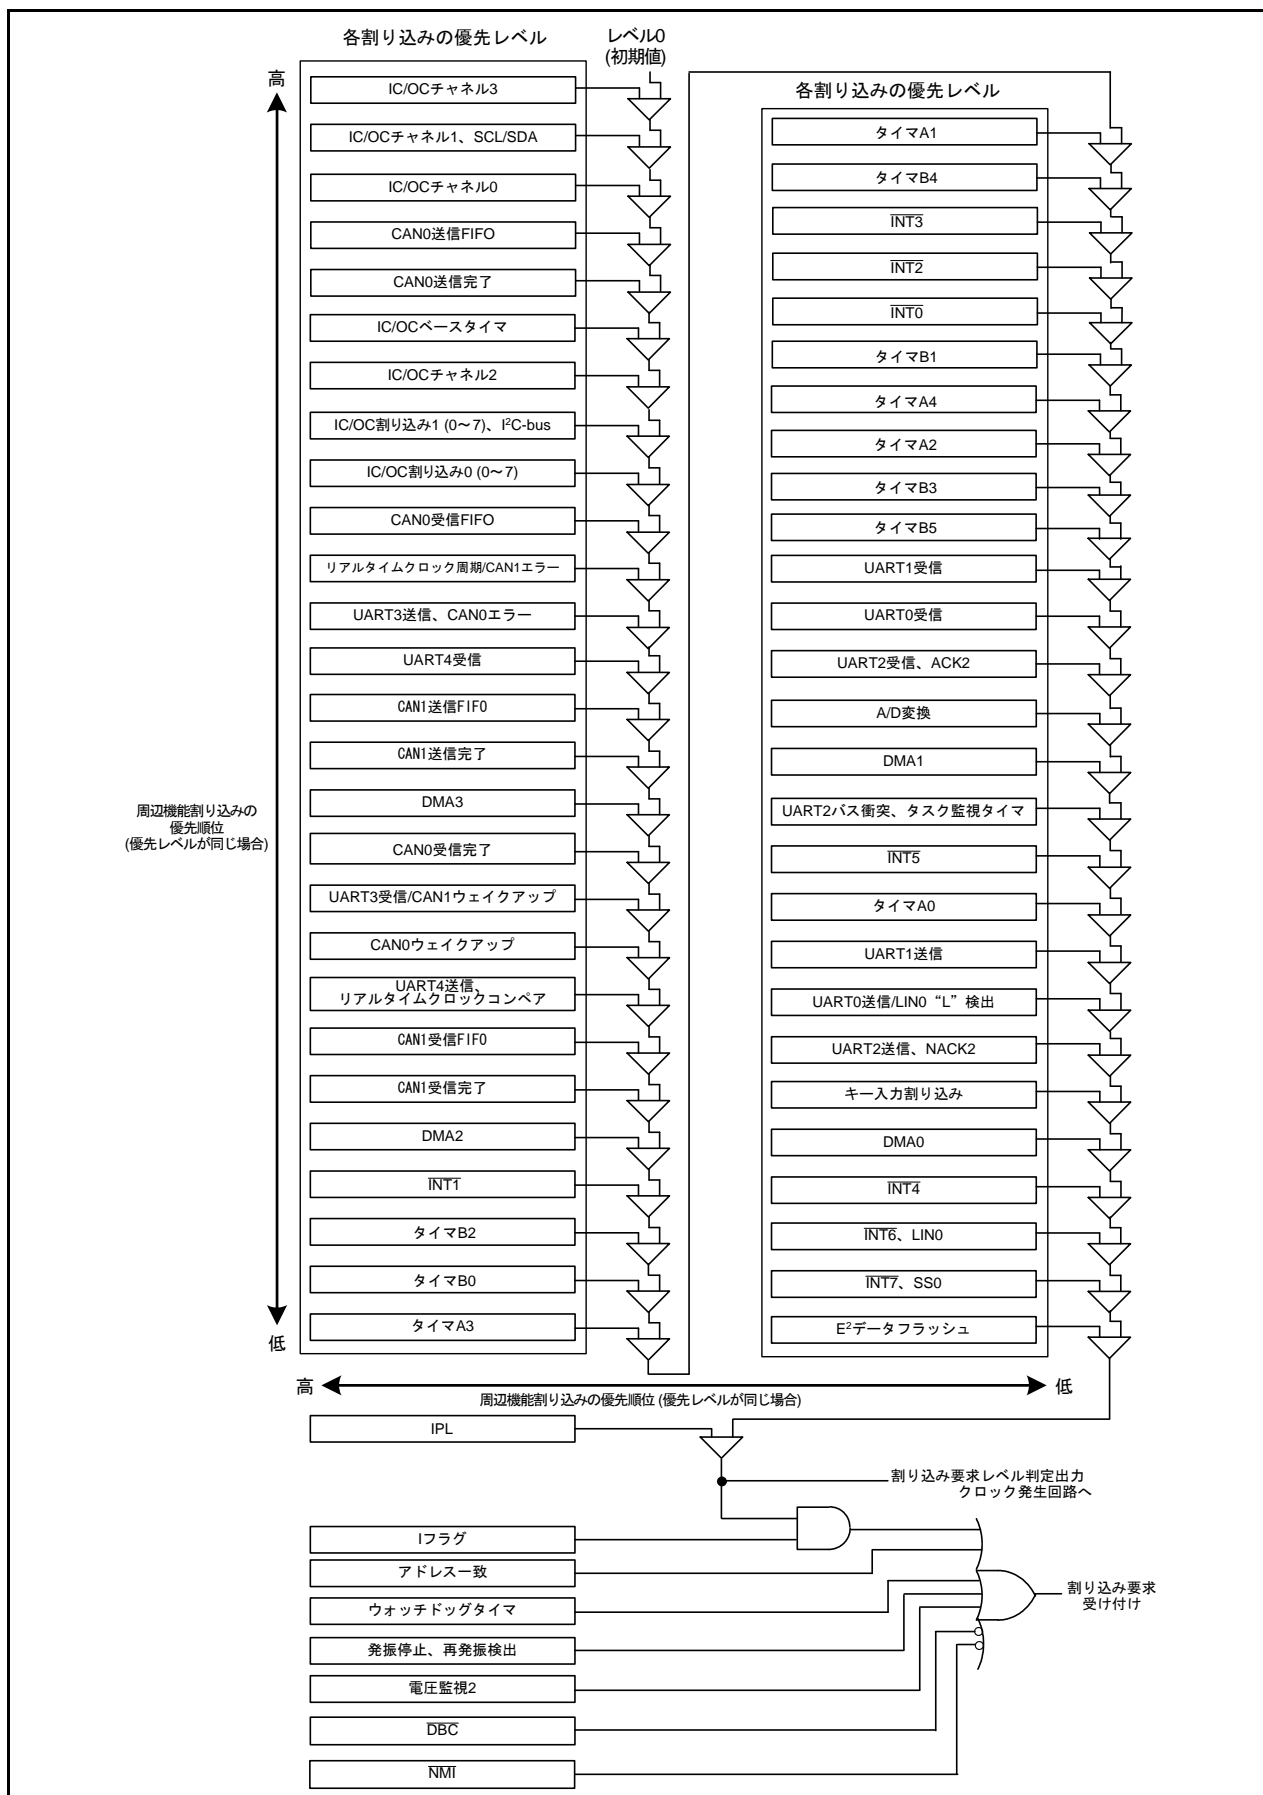 各割り込みの優先レベル
レベル0
(初期値)
高
IC/OCチャネル3
IC/OCチャネル1、SCL/SDA
IC/OCチャネル0
CAN0送信FIFO
CAN0送信完了
IC/OCベースタイマ
IC/OCチャネル2
IC/OC割り込み1 (0～7)、I²C-bus
IC/OC割り込み0 (0～7)
CAN0受信FIFO
リアルタイムクロック周期/CAN1エラー
UART3送信、CAN0エラー
UART4受信
CAN1送信FIFO
CAN1送信完了
DMA3
CAN0受信完了
UART3受信/CAN1ウェイクアップ
CAN0ウェイクアップ
UART4送信、
リアルタイムクロックコンペア
CAN1受信FIFO
CAN1受信完了
DMA2
INT1
タイマB2
タイマB0
タイマA3
低
周辺機能割り込みの
優先順位
(優先レベルが同じ場合)
各割り込みの優先レベル
タイマA1
タイマB4
INT3
INT2
INT0
タイマB1
タイマA4
タイマA2
タイマB3
タイマB5
UART1受信
UART0受信
UART2受信、ACK2
A/D変換
DMA1
UART2バス衝突、タスク監視タイマ
INT5
タイマA0
UART1送信
UART0送信/LIN0 “L” 検出
UART2送信、NACK2
キー入力割り込み
DMA0
INT4
INT6、LIN0
INT7、SS0
E²データフラッシュ
高
低
周辺機能割り込みの優先順位 (優先レベルが同じ場合)
IPL
割り込み要求レベル判定出力
クロック発生回路へ
Iフラグ
アドレス一致
ウォッチドッグタイマ
発振停止、再発振検出
電圧監視2
DBC
NMI
割り込み要求
受け付け